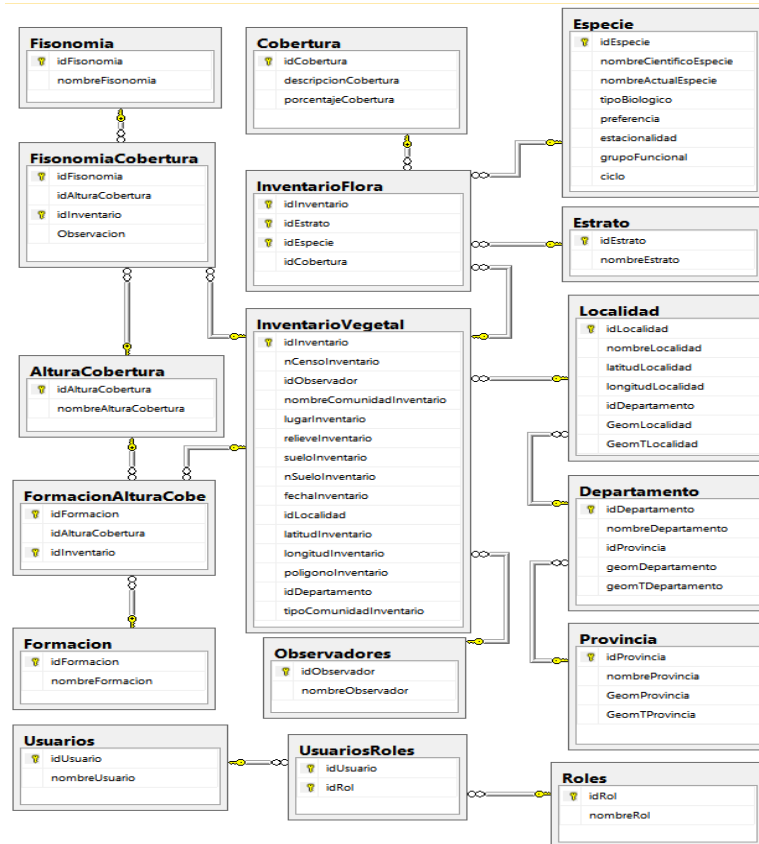 Fisonomia
idFisonomia
nombreFisonomia
Cobertura
idCobertura
descripcionCobertura
porcentajeCobertura
Especie
idEspecie
nombreCientificoEspecie
nombreActualEspecie
tipoBiologico
preferencia
estacionalidad
grupoFuncional
ciclo
FisonomiaCobertura
idFisonomia
idAlturaCobertura
idInventario
Observacion
InventarioFlora
idInventario
idEstrato
idEspecie
idCobertura
Estrato
idEstrato
nombreEstrato
InventarioVegetal
idInventario
nCensoInventario
idObservador
nombreComunidadInventario
lugarInventario
relieveInventario
sueloInventario
nSueloInventario
fechaInventario
idLocalidad
latitudInventario
longitudInventario
poligonoInventario
idDepartamento
tipoComunidadInventario
Localidad
idLocalidad
nombreLocalidad
latitudLocalidad
longitudLocalidad
idDepartamento
GeomLocalidad
GeomTLocalidad
AlturaCobertura
idAlturaCobertura
nombreAlturaCobertura
FormacionAlturaCobe
idFormacion
idAlturaCobertura
idInventario
Departamento
idDepartamento
nombreDepartamento
idProvincia
geomDepartamento
geomTDepartamento
Formacion
idFormacion
nombreFormacion
Observadores
idObservador
nombreObservador
Provincia
idProvincia
nombreProvincia
GeomProvincia
GeomTProvincia
Usuarios
idUsuario
nombreUsuario
UsuariosRoles
idUsuario
idRol
Roles
idRol
nombreRol